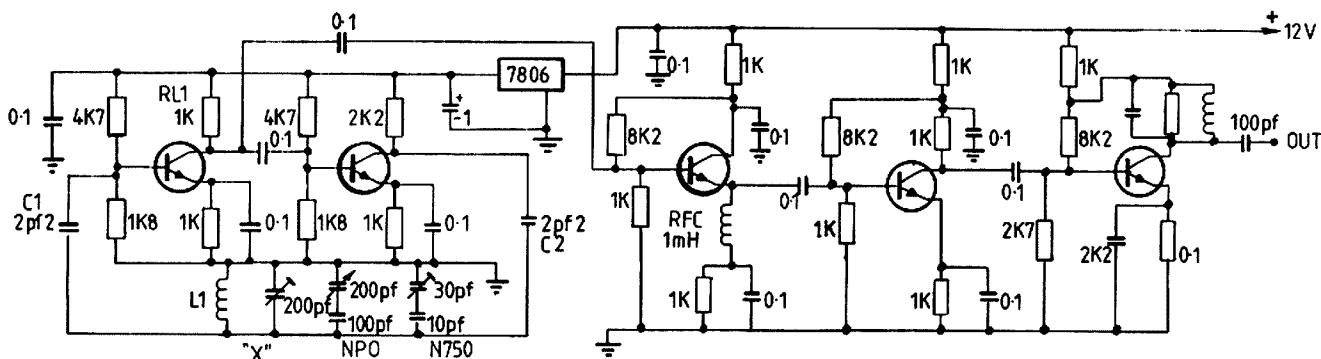 0·1
+
12V
0·1
7806
RL1
1K
1K
1K
0·1
4K7
1K
4K7
2K2
+
·1
0·1
8K2
0·1
8K2
1K
0·1
8K2
100pf
OUT
C1
2pf2
1K8
1K
0·1
1K8
1K
0·1
2pf2
C2
1K
RFC
1mH
0·1
1K
0·1
2K7
2K2
0·1
L1
200pf
200pf
30pf
100pf
10pf
1K
0·1
1K
0·1
"X"
NPO
N750